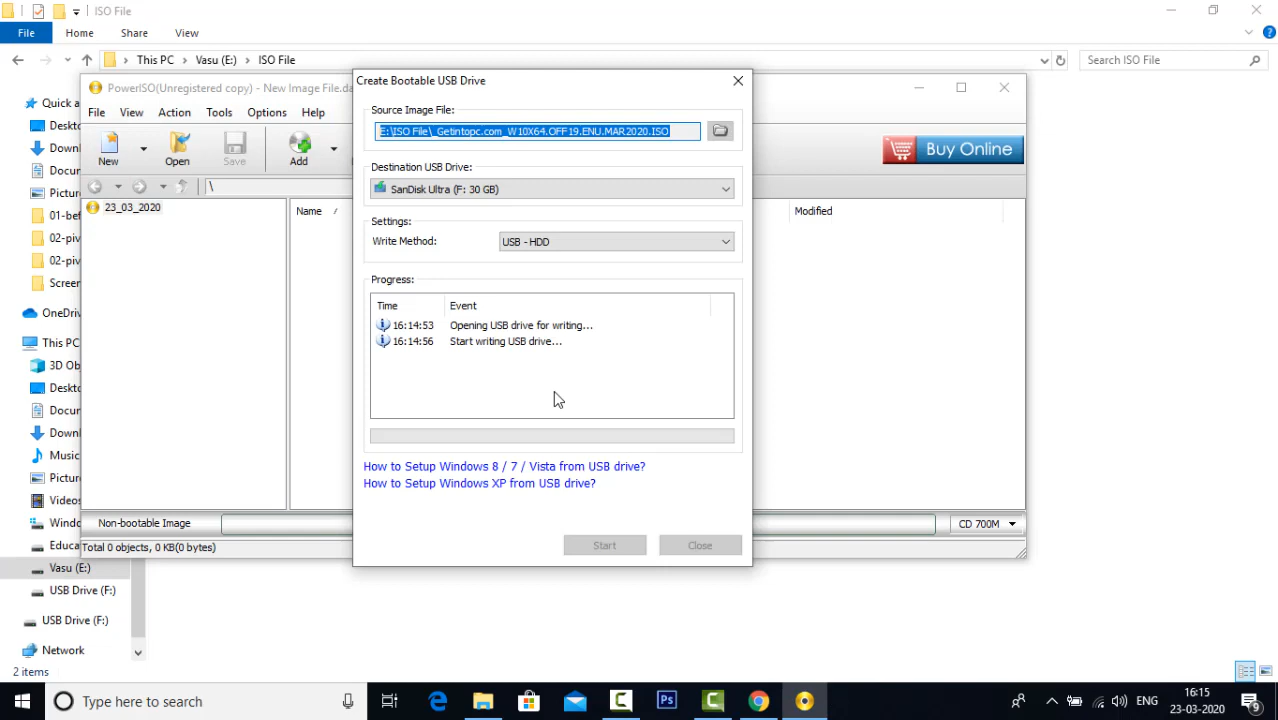 ISO File
File
Home
Share
View
This PC
Vasu (E:)
ISO File
Search ISO File
Quick a
Deskto
Downl
Docum
Picture
01-bef
02-piv
02-piv
Screen
OneDriv
This PC
3D Obj
Deskto
Docum
Downl
Music
Picture
Videos
Windo
Educa
Vasu (E:)
USB Drive (F:)
USB Drive (F:)
Network
2 items
PowerISO(Unregistered copy) - New Image File.da
File
View
Action
Tools
Options
Help
New
Open
Save
Add
Buy Online
\
23_03_2020
Name
Modified
Non-bootable Image
CD 700M
Total 0 objects, 0 KB(0 bytes)
Create Bootable USB Drive
Source Image File:
E:\ISO File\_Getintopc.com_W10X64.OFF19.ENU.MAR2020.ISO
Destination USB Drive:
SanDisk Ultra (F: 30 GB)
Settings:
Write Method:
USB - HDD
Progress:
Time
Event
16:14:53
Opening USB drive for writing...
16:14:56
Start writing USB drive...
How to Setup Windows 8 / 7 / Vista from USB drive?
How to Setup Windows XP from USB drive?
Start
Close
Type here to search
Ps
ENG
16:15
23-03-2020
9